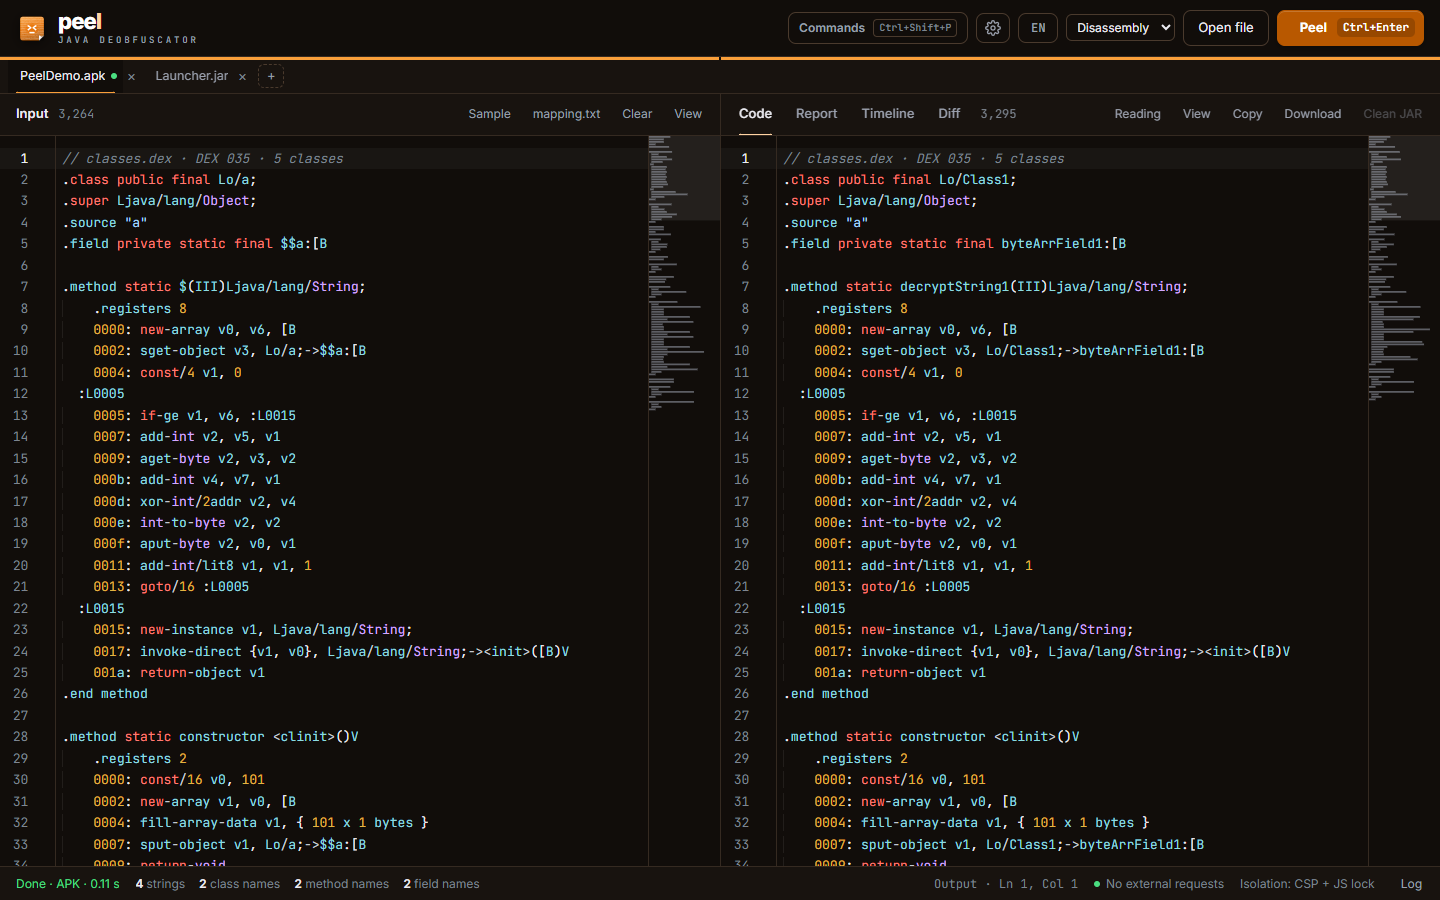 peel
JAVA DEOBFUSCATOR
Commands Ctrl+Shift+P
EN
Disassembly
Open file
Peel Ctrl+Enter
PeelDemo.apk ● ×
Launcher.jar ×
+
Input 3,264 Sample mapping.txt Clear View
1 // classes.dex · DEX 035 · 5 classes
2 .class public final Lo/a;
3 .super Ljava/lang/Object;
4 .source "a"
5 .field private static final $$a:[B
6
7 .method static $(III)Ljava/lang/String;
8 .registers 8
9 0000: new-array v0, v6, [B
10 0002: sget-object v3, Lo/a;->$$a:[B
11 0004: const/4 v1, 0
12 :L0005
13 0005: if-ge v1, v6, :L0015
14 0007: add-int v2, v5, v1
15 0009: aget-byte v2, v3, v2
16 000b: add-int v4, v7, v1
17 000d: xor-int/2addr v2, v4
18 000e: int-to-byte v2, v2
19 000f: aput-byte v2, v0, v1
20 0011: add-int/lit8 v1, v1, 1
21 0013: goto/16 :L0005
22 :L0015
23 0015: new-instance v1, Ljava/lang/String;
24 0017: invoke-direct {v1, v0}, Ljava/lang/String;-><init>([B)V
25 001a: return-object v1
26 .end method
27
28 .method static constructor <clinit>()V
29 .registers 2
30 0000: const/16 v0, 101
31 0002: new-array v1, v0, [B
32 0004: fill-array-data v1, { 101 x 1 bytes }
33 0007: sput-object v1, Lo/a;->$$a:[B
34 0009: return-void
Code Report Timeline Diff 3,295 Reading View Copy Download Clean JAR
1 // classes.dex · DEX 035 · 5 classes
2 .class public final Lo/Class1;
3 .super Ljava/lang/Object;
4 .source "a"
5 .field private static final byteArrField1:[B
6
7 .method static decryptString1(III)Ljava/lang/String;
8 .registers 8
9 0000: new-array v0, v6, [B
10 0002: sget-object v3, Lo/Class1;->byteArrField1:[B
11 0004: const/4 v1, 0
12 :L0005
13 0005: if-ge v1, v6, :L0015
14 0007: add-int v2, v5, v1
15 0009: aget-byte v2, v3, v2
16 000b: add-int v4, v7, v1
17 000d: xor-int/2addr v2, v4
18 000e: int-to-byte v2, v2
19 000f: aput-byte v2, v0, v1
20 0011: add-int/lit8 v1, v1, 1
21 0013: goto/16 :L0005
22 :L0015
23 0015: new-instance v1, Ljava/lang/String;
24 0017: invoke-direct {v1, v0}, Ljava/lang/String;-><init>([B)V
25 001a: return-object v1
26 .end method
27
28 .method static constructor <clinit>()V
29 .registers 2
30 0000: const/16 v0, 101
31 0002: new-array v1, v0, [B
32 0004: fill-array-data v1, { 101 x 1 bytes }
33 0007: sput-object v1, Lo/Class1;->byteArrField1:[B
34 0009: return-void
Done · APK · 0.11 s 4 strings 2 class names 2 method names 2 field names
Output · Ln 1, Col 1 ● No external requests Isolation: CSP + JS lock Log